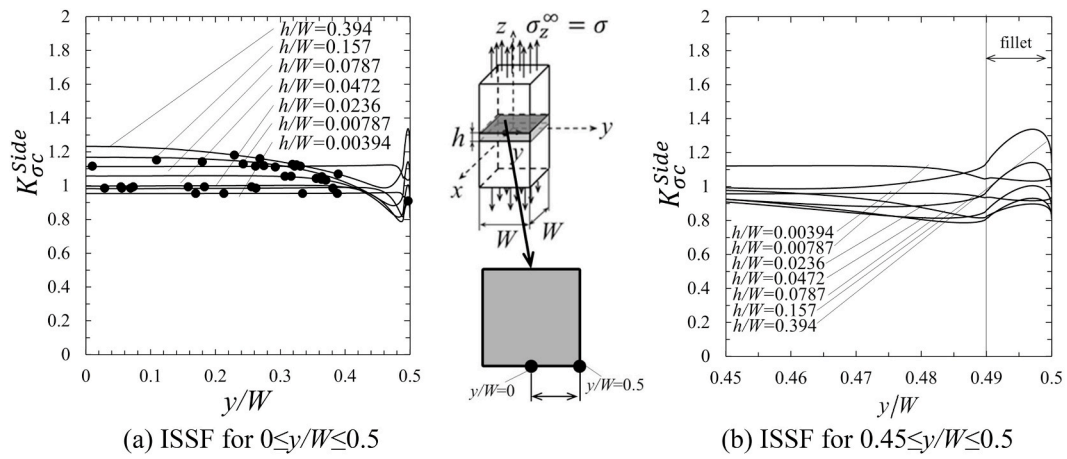 2
1.8
1.6
1.4
1.2
1
0.8
0.6
0.4
0.2
0
K_σc^Side
h/W=0.394
h/W=0.157
h/W=0.0787
h/W=0.0472
h/W=0.0236
h/W=0.00787
h/W=0.00394
0 0.1 0.2 0.3 0.4 0.5
y/W
(a) ISSF for 0≤y/W≤0.5
z σ_z^∞ = σ
h
y
x
W
W
y/W=0
y/W=0.5
2
1.8
1.6
1.4
1.2
1
0.8
0.6
0.4
0.2
0
K_σc^Side
fillet
h/W=0.00394
h/W=0.00787
h/W=0.0236
h/W=0.0472
h/W=0.0787
h/W=0.157
h/W=0.394
0.45 0.46 0.47 0.48 0.49 0.5
y/W
(b) ISSF for 0.45≤y/W≤0.5